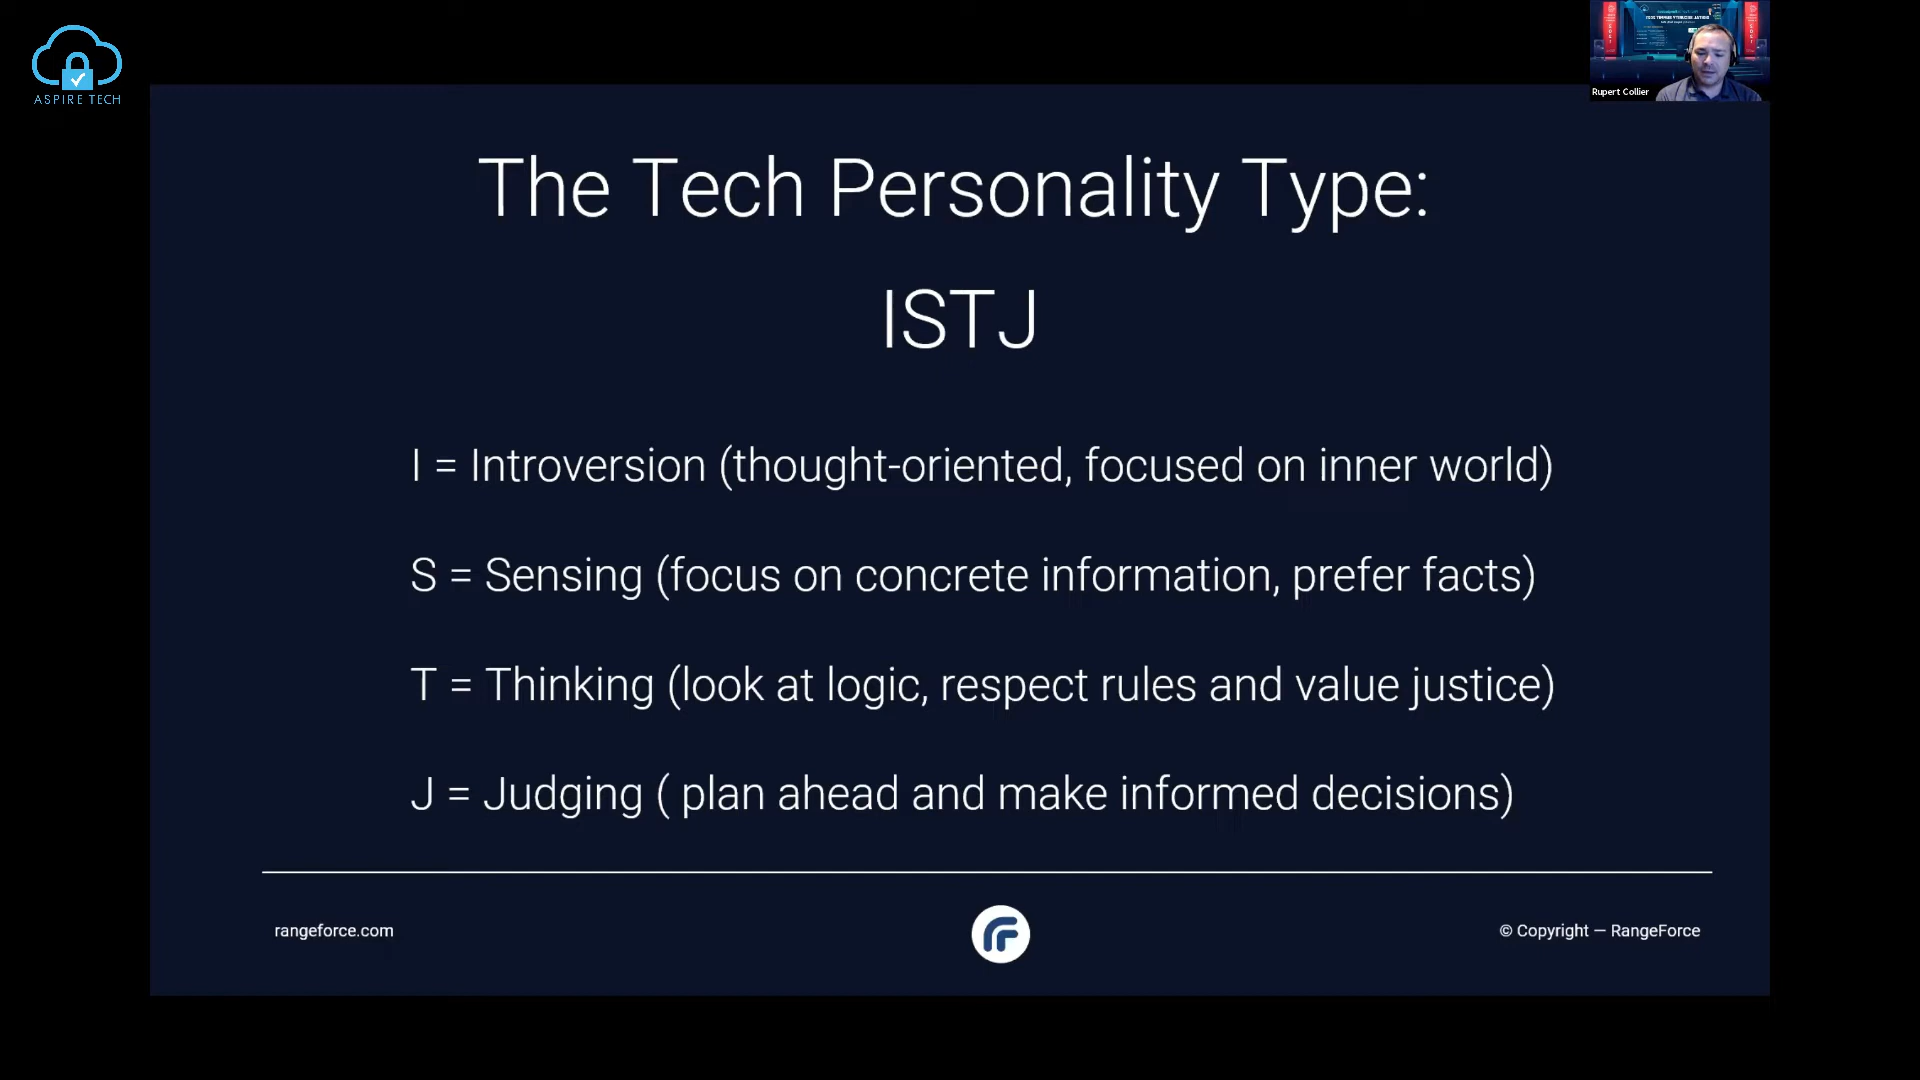 ASPIRE TECH
Rupert Collier
The Tech Personality Type:
ISTJ
I = Introversion (thought-oriented, focused on inner world)
S = Sensing (focus on concrete information, prefer facts)
T = Thinking (look at logic, respect rules and value justice)
J = Judging ( plan ahead and make informed decisions)
rangeforce.com
© Copyright — RangeForce